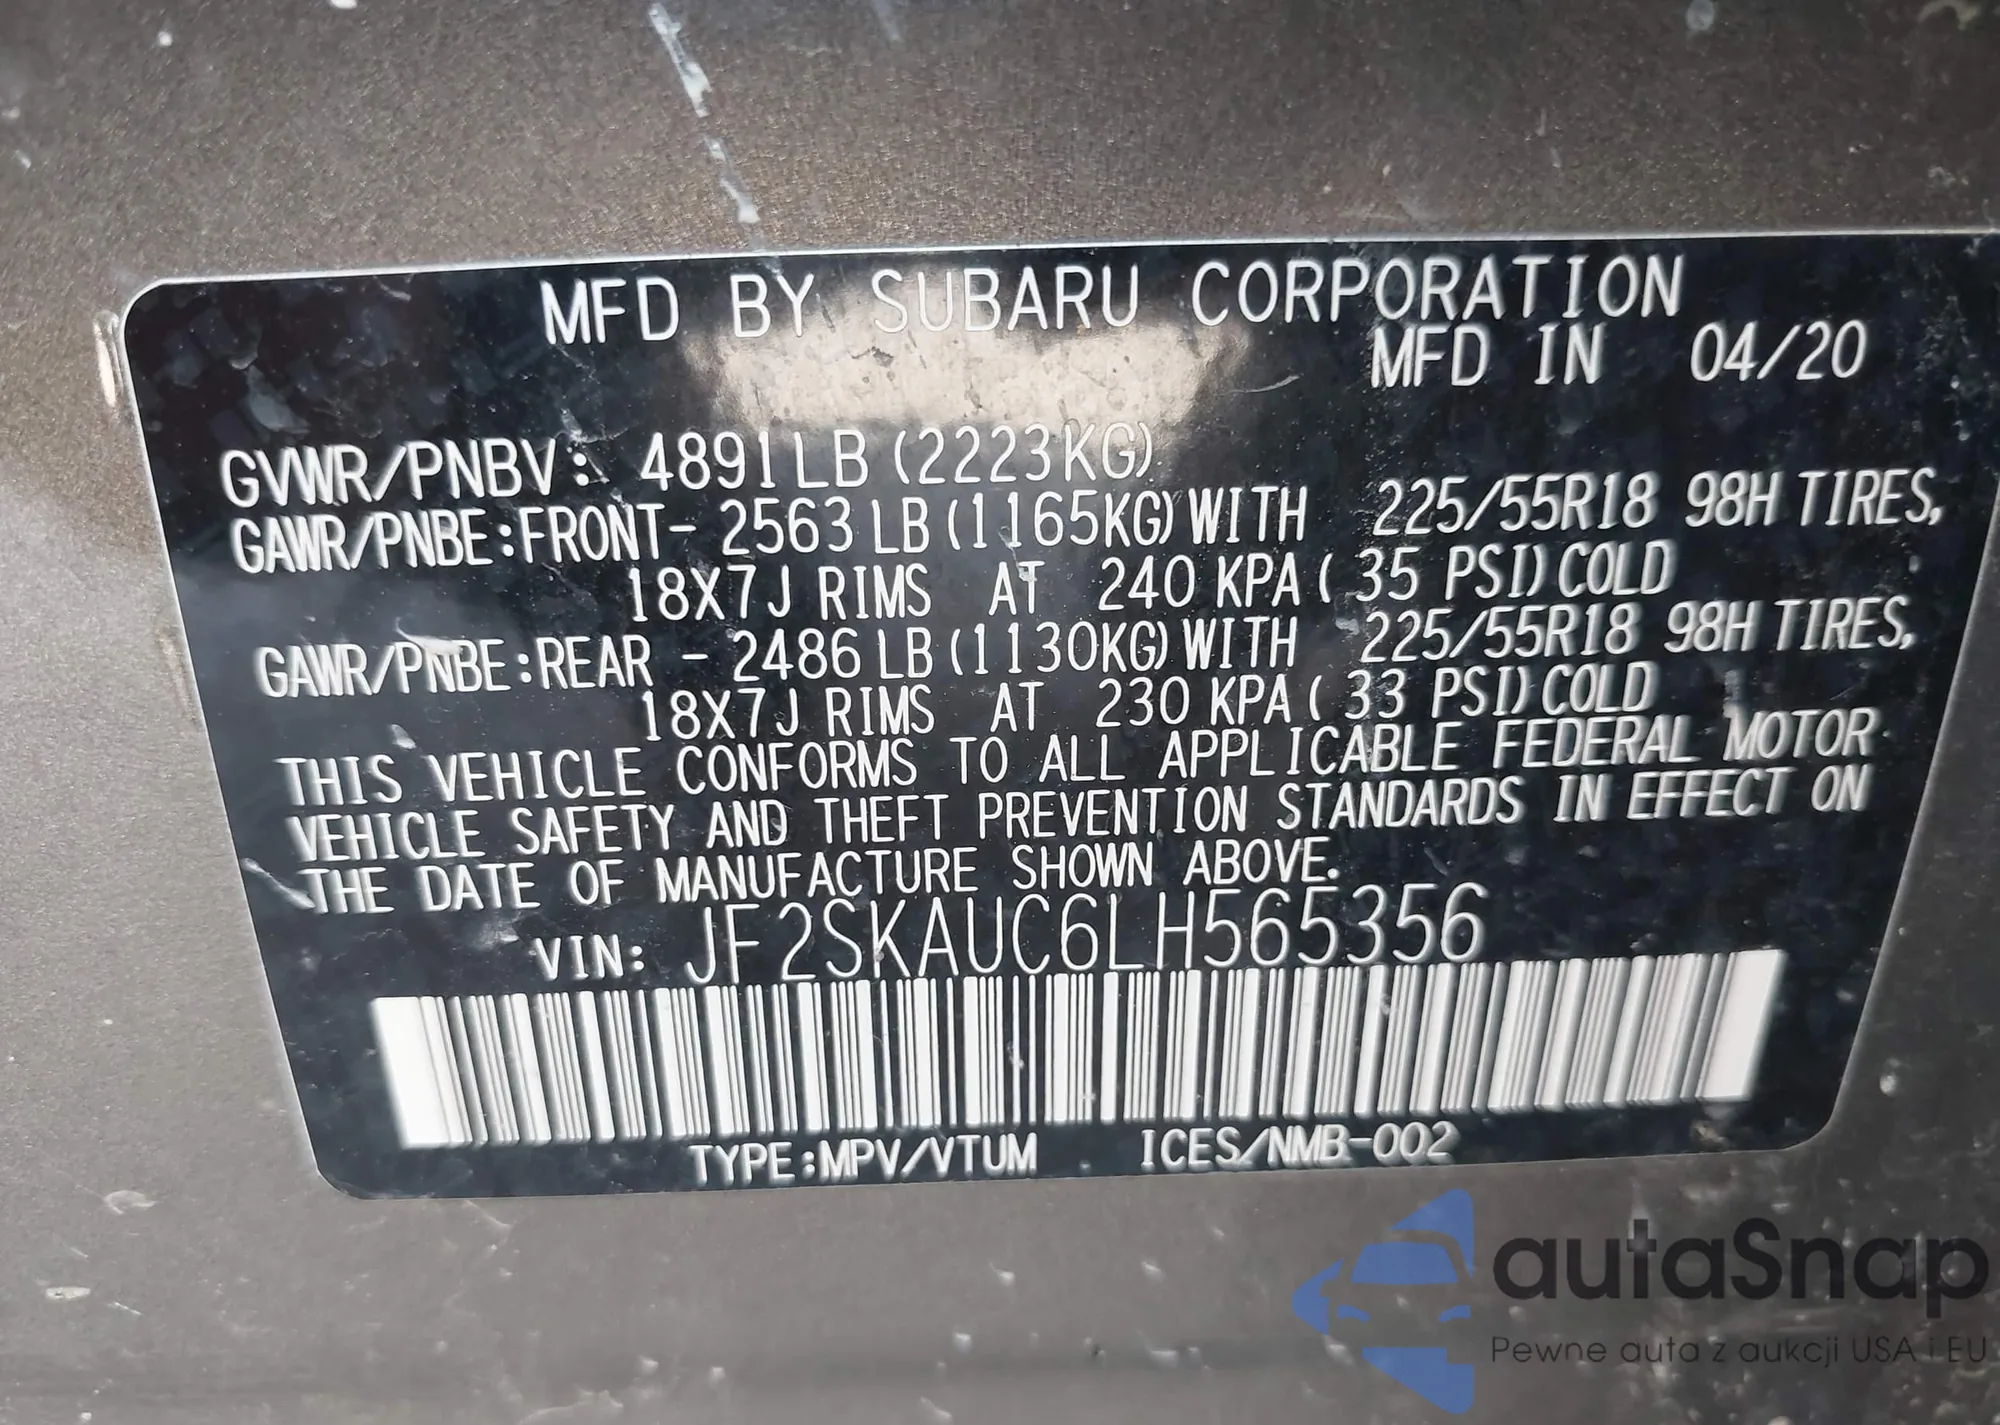 MFD BY SUBARU CORPORATION
MFD IN 04/20
GVWR/PNBV: 4891LB (2223KG)
GAWR/PNBE:FRONT- 2563 LB (1165KG) WITH 225/55R18 98H TIRES,
18X7J RIMS AT 240 KPA ( 35 PSI) COLD
GAWR/PNBE:REAR - 2486 LB (1130KG) WITH 225/55R18 98H TIRES,
18X7J RIMS AT 230 KPA ( 33 PSI) COLD
THIS VEHICLE CONFORMS TO ALL APPLICABLE FEDERAL MOTOR
VEHICLE SAFETY AND THEFT PREVENTION STANDARDS IN EFFECT ON
THE DATE OF MANUFACTURE SHOWN ABOVE.
VIN: JF2SKAUC6LH565356
TYPE:MPV/VTUM ICES/NMB-002
autaSnap
Pewne auta z aukcji USA i EU